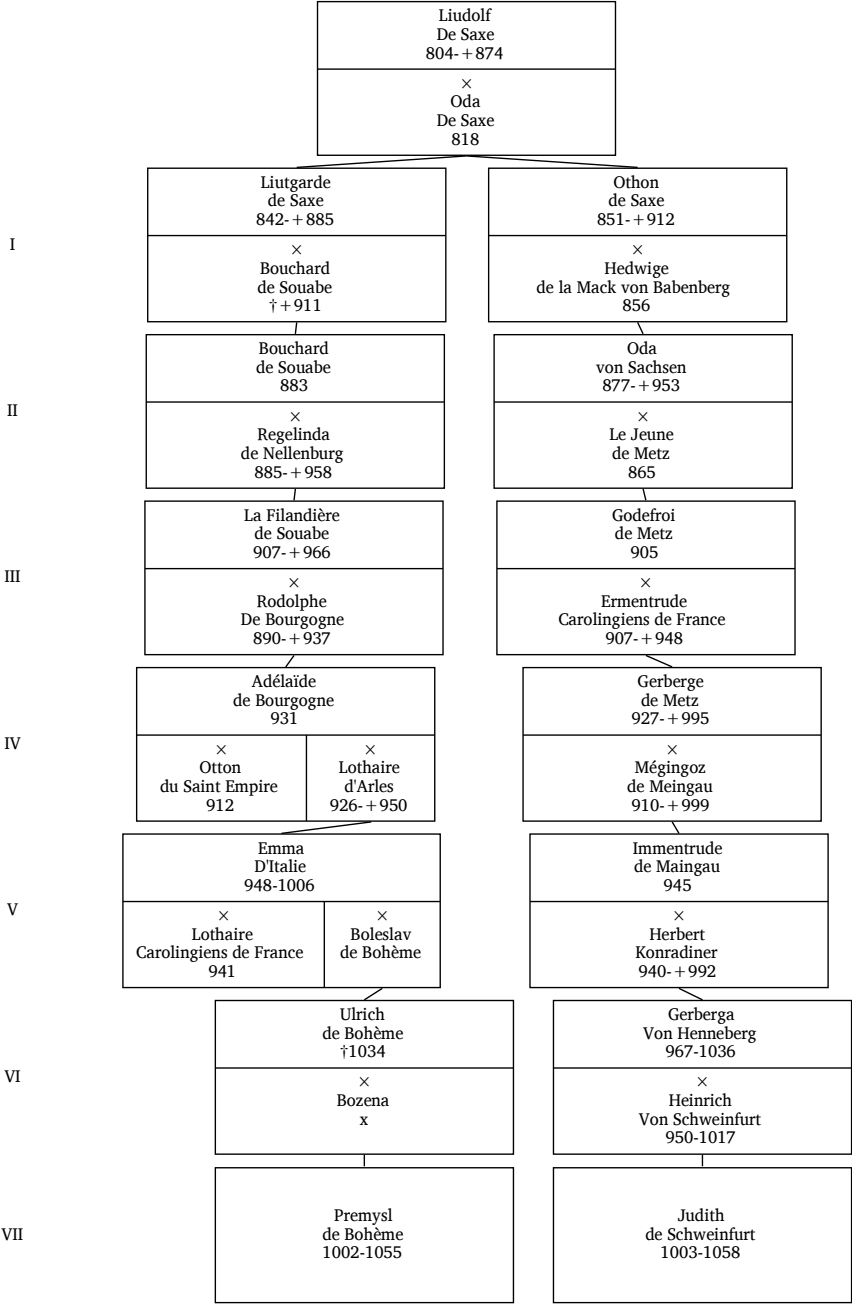 Liudolf
De Saxe
804-+874
×
Oda
De Saxe
818
I
Liutgarde
de Saxe
842-+885
×
Bouchard
de Souabe
†+911
Othon
de Saxe
851-+912
×
Hedwige
de la Mack von Babenberg
856
II
Bouchard
de Souabe
883
×
Regelinda
de Nellenburg
885-+958
Oda
von Sachsen
877-+953
×
Le Jeune
de Metz
865
III
La Filandière
de Souabe
907-+966
×
Rodolphe
De Bourgogne
890-+937
Godefroi
de Metz
905
×
Ermentrude
Carolingiens de France
907-+948
IV
Adélaïde
de Bourgogne
931
×
Otton
du Saint Empire
912
×
Lothaire
d'Arles
926-+950
Gerberge
de Metz
927-+995
×
Mégingoz
de Meingau
910-+999
V
Emma
D'Italie
948-1006
×
Lothaire
Carolingiens de France
941
×
Boleslav
de Bohème
Immentrude
de Maingau
945
×
Herbert
Konradiner
940-+992
VI
Ulrich
de Bohème
†1034
×
Bozena
x
Gerberga
Von Henneberg
967-1036
×
Heinrich
Von Schweinfurt
950-1017
VII
Premysl
de Bohème
1002-1055
Judith
de Schweinfurt
1003-1058